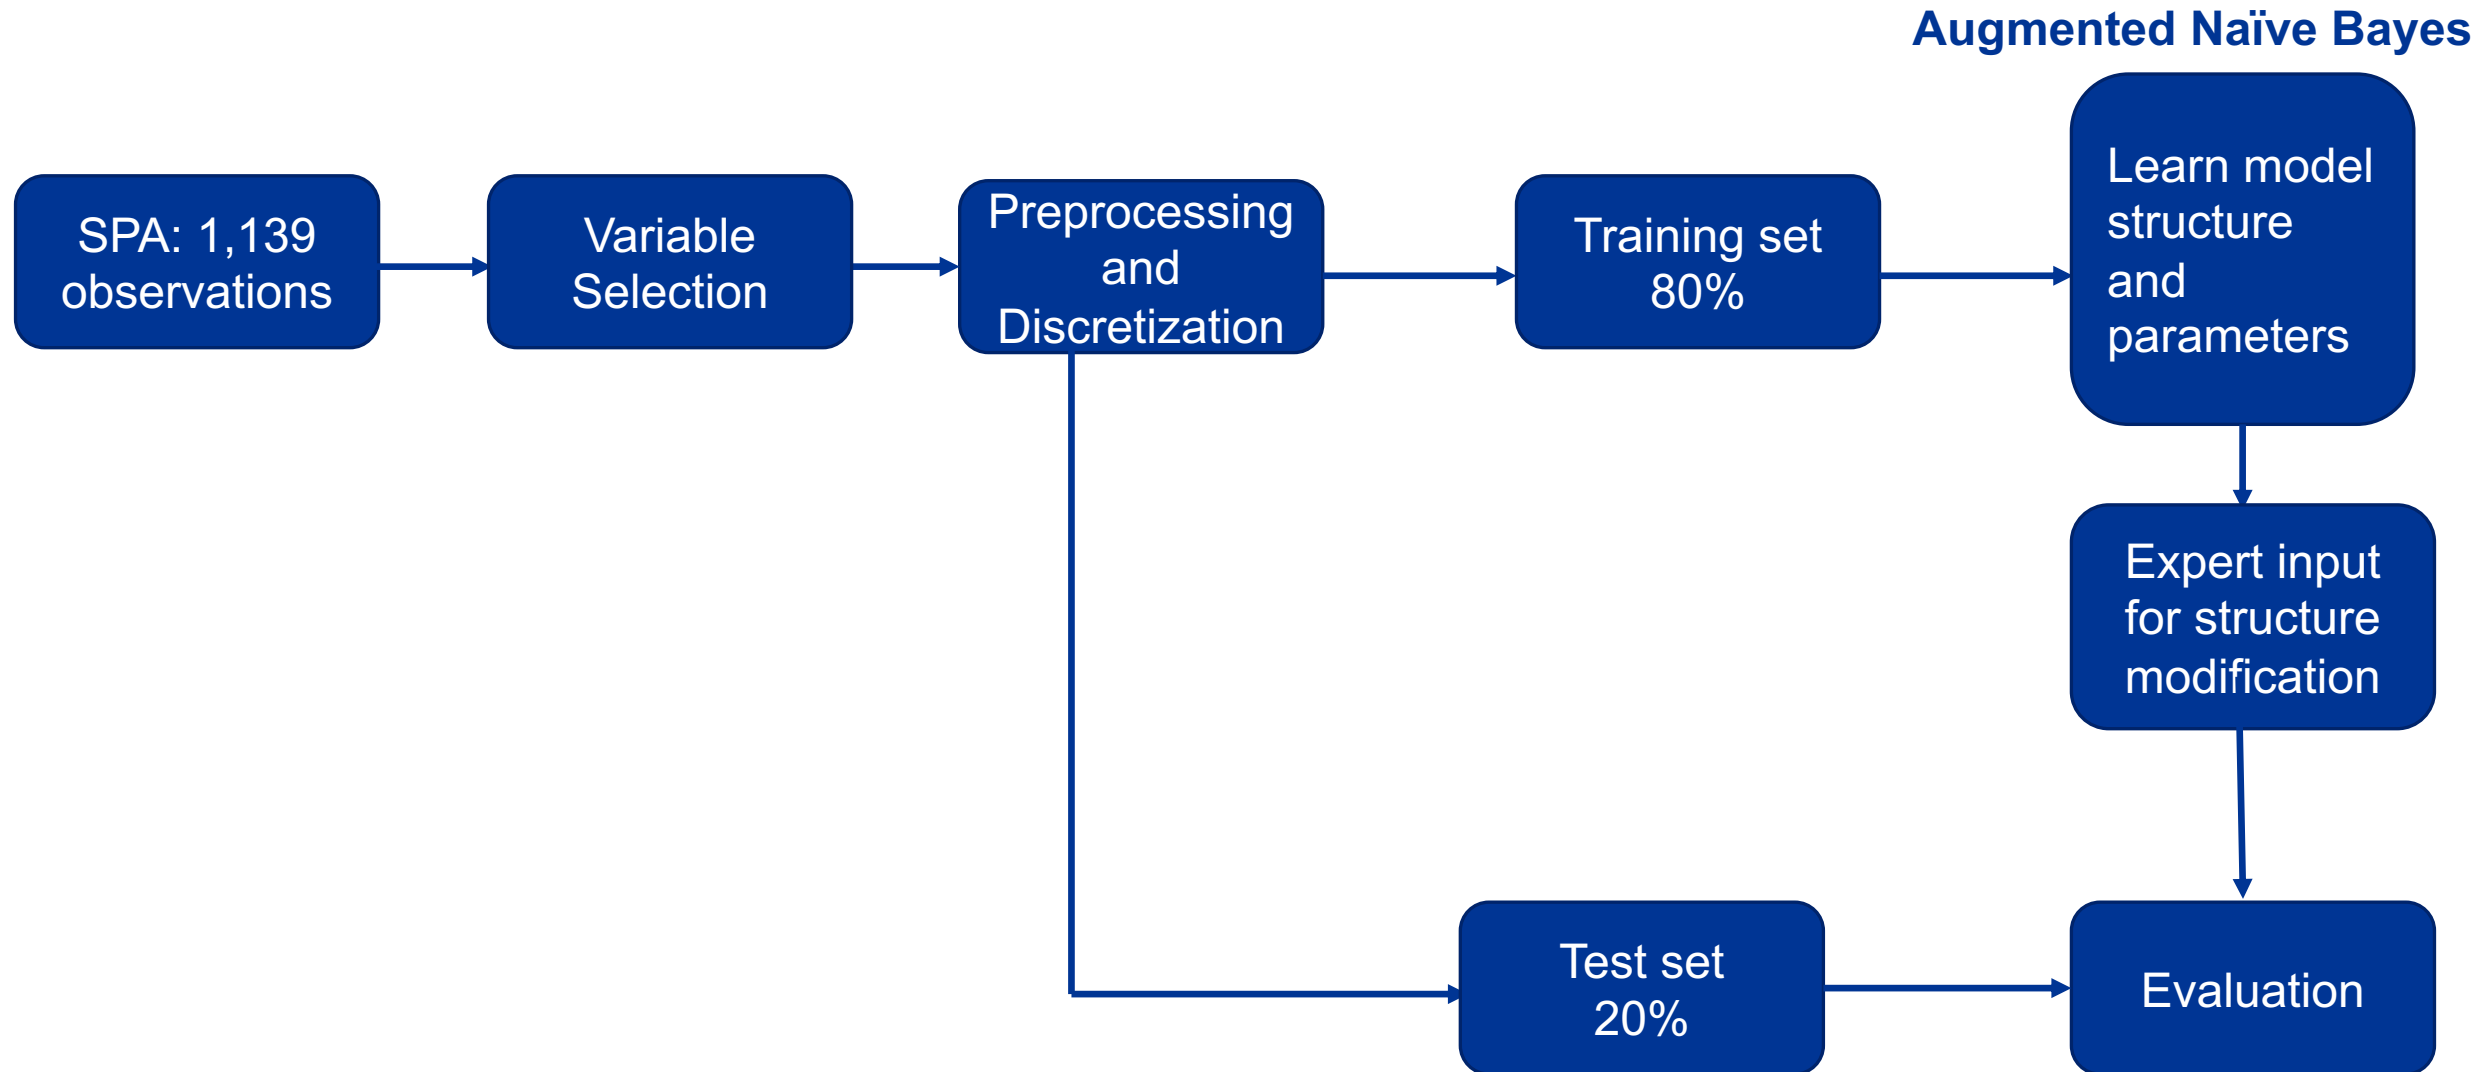 Augmented Naïve Bayes
SPA: 1,139
observations
Variable
Selection
Preprocessing
and
Discretization
Training set
80%
Learn model
structure
and
parameters
Expert input
for structure
modification
Test set
20%
Evaluation